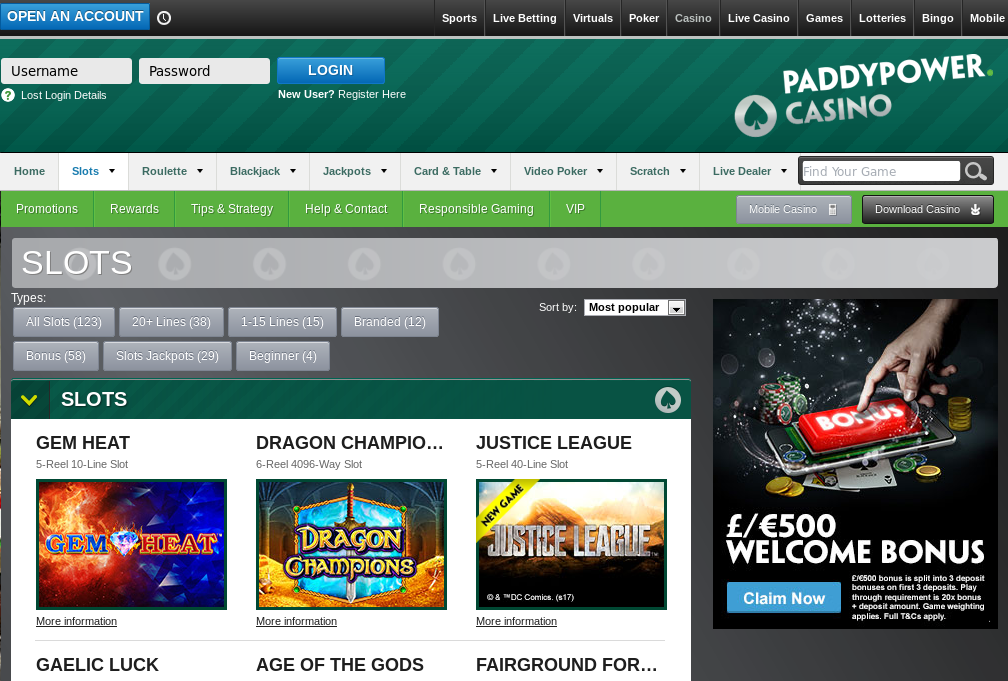 OPEN AN ACCOUNT
Sports Live Betting Virtuals Poker Casino Live Casino Games Lotteries Bingo Mobile
Username Password LOGIN
? Lost Login Details New User? Register Here
PADDYPOWER.
CASINO
Home Slots Roulette Blackjack Jackpots Card & Table Video Poker Scratch Live Dealer Find Your Game
Promotions Rewards Tips & Strategy Help & Contact Responsible Gaming VIP Mobile Casino Download Casino
SLOTS
Types:
Sort by: Most popular
All Slots (123) 20+ Lines (38) 1-15 Lines (15) Branded (12)
Bonus (58) Slots Jackpots (29) Beginner (4)
SLOTS
GEM HEAT DRAGON CHAMPIO... JUSTICE LEAGUE
5-Reel 10-Line Slot 6-Reel 4096-Way Slot 5-Reel 40-Line Slot
GEM HEAT
DRAGON
CHAMPIONS
NEW GAME
JUSTICE LEAGUE
© & ™DC Comics. (s17)
More information More information More information
GAELIC LUCK AGE OF THE GODS FAIRGROUND FOR...
BONUS
£/€500
WELCOME BONUS
Claim Now
£/€500 bonus is split into 3 deposit
bonuses on first 3 deposits. Play
through requirement is 20x bonus
+ deposit amount. Game weighting
applies. Full T&Cs apply.